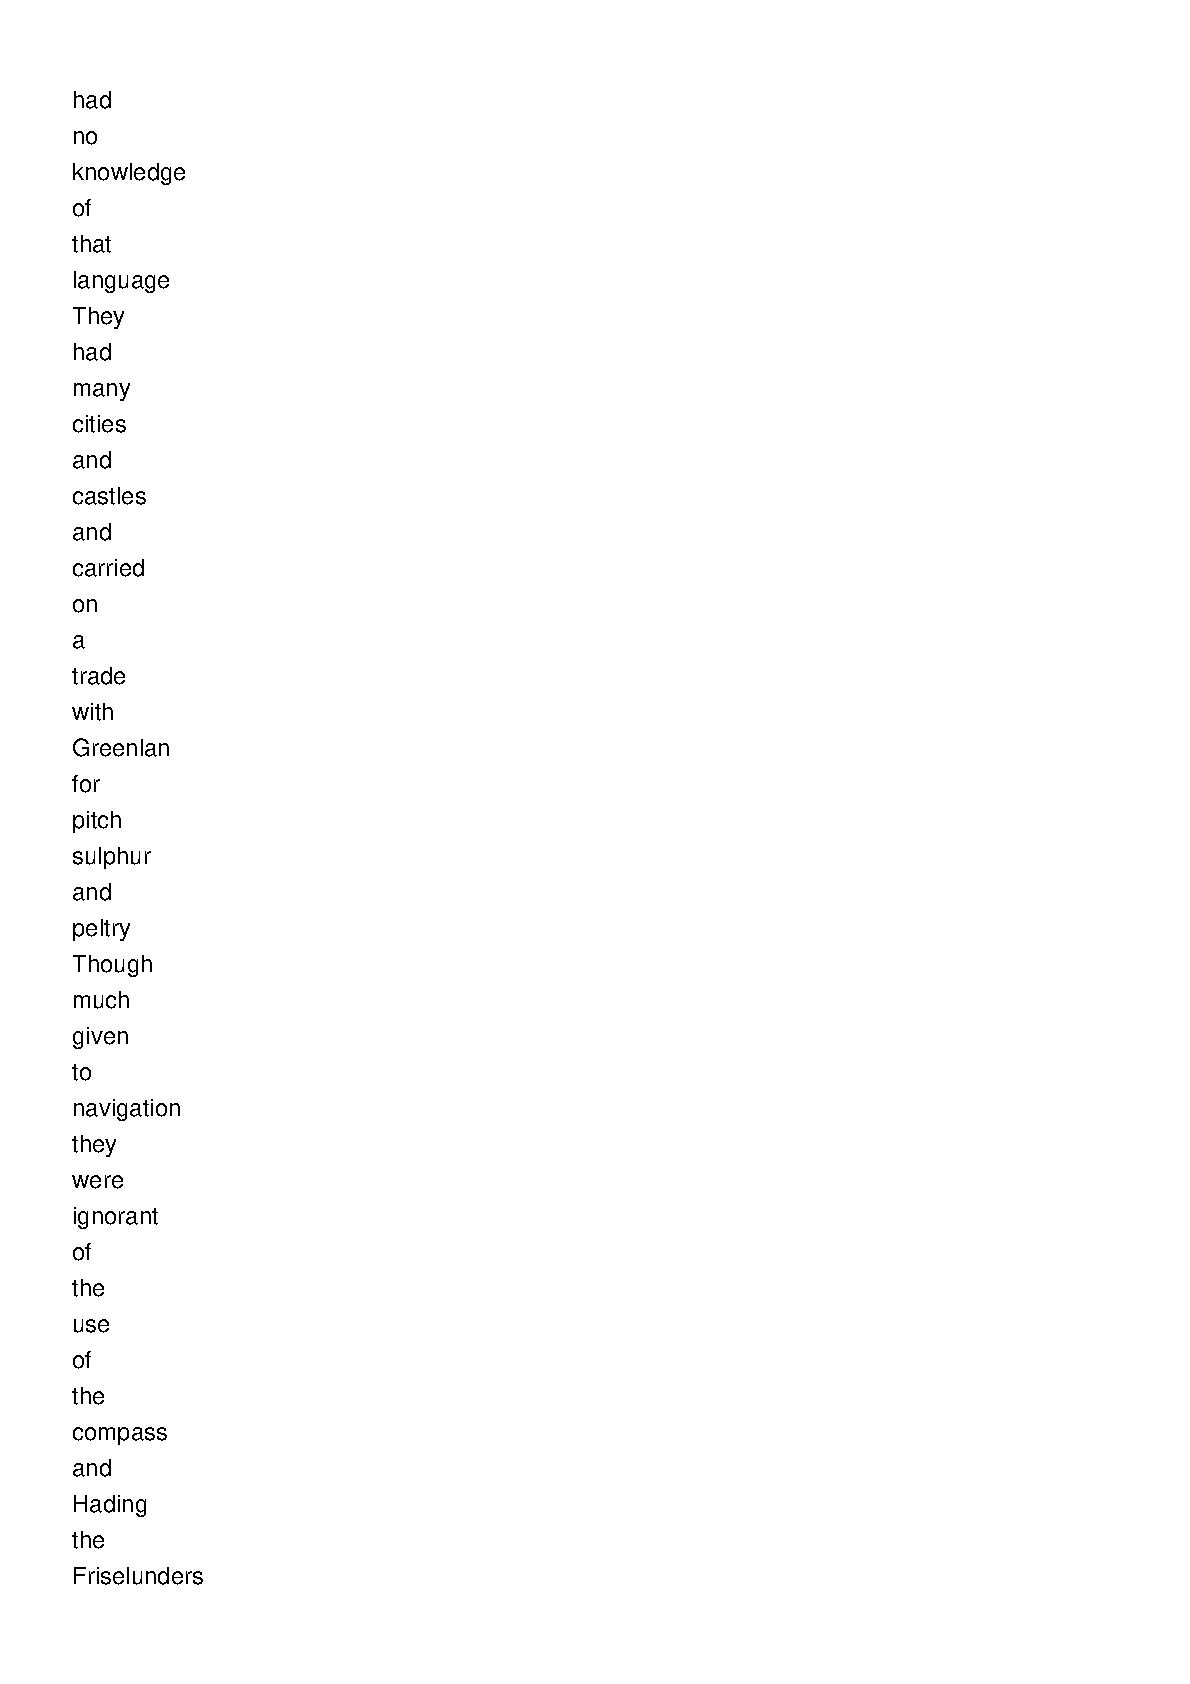 had
no
knowledge
of
that
language
They
had
many
cities
and
castles
and
carried
on
a
trade
with
Greenlan
for
pitch
sulphur
and
peltry
Though
much
given
to
navigation
they
were
ignorant
of
the
use
of
the
compass
and
Hading
the
Friselunders